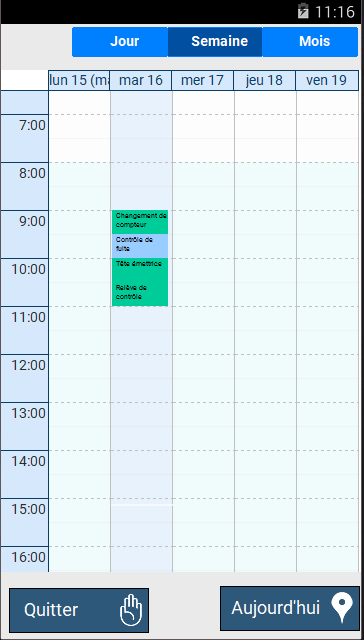 11:16
Jour Semaine Mois
lun 15 (ma mar 16 mer 17 jeu 18 ven 19
7:00
8:00
9:00
Changement de
compteur
Contrôle de
fuite
10:00
Tête émettrice
Relève de
contrôle
11:00
12:00
13:00
14:00
15:00
16:00
Quitter Aujourd'hui